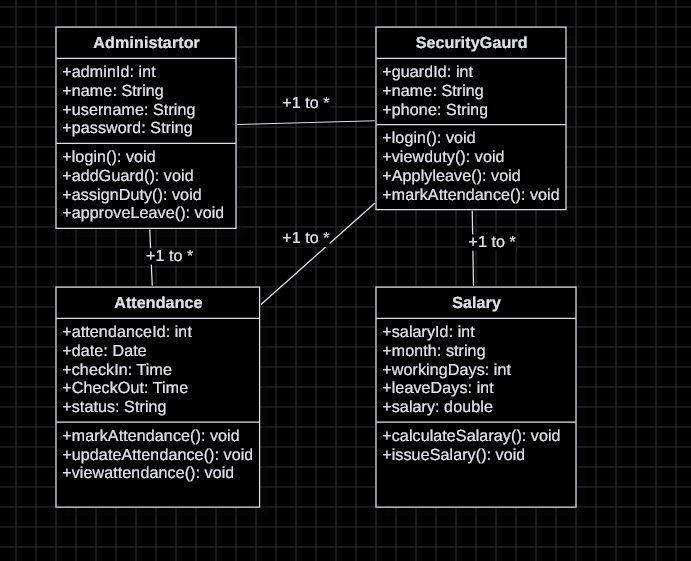 Administartor
+adminId: int
+name: String
+username: String
+password: String
+login(): void
+addGuard(): void
+assignDuty(): void
+approveLeave(): void
+1 to *
SecurityGaurd
+guardId: int
+name: String
+phone: String
+login(): void
+viewduty(): void
+Applyleave(): void
+markAttendance(): void
+1 to *
+1 to *
+1 to *
Attendance
+attendanceId: int
+date: Date
+checkIn: Time
+CheckOut: Time
+status: String
+markAttendance(): void
+updateAttendance(): void
+viewattendance(): void
Salary
+salaryId: int
+month: string
+workingDays: int
+leaveDays: int
+salary: double
+calculateSalaray(): void
+issueSalary(): void